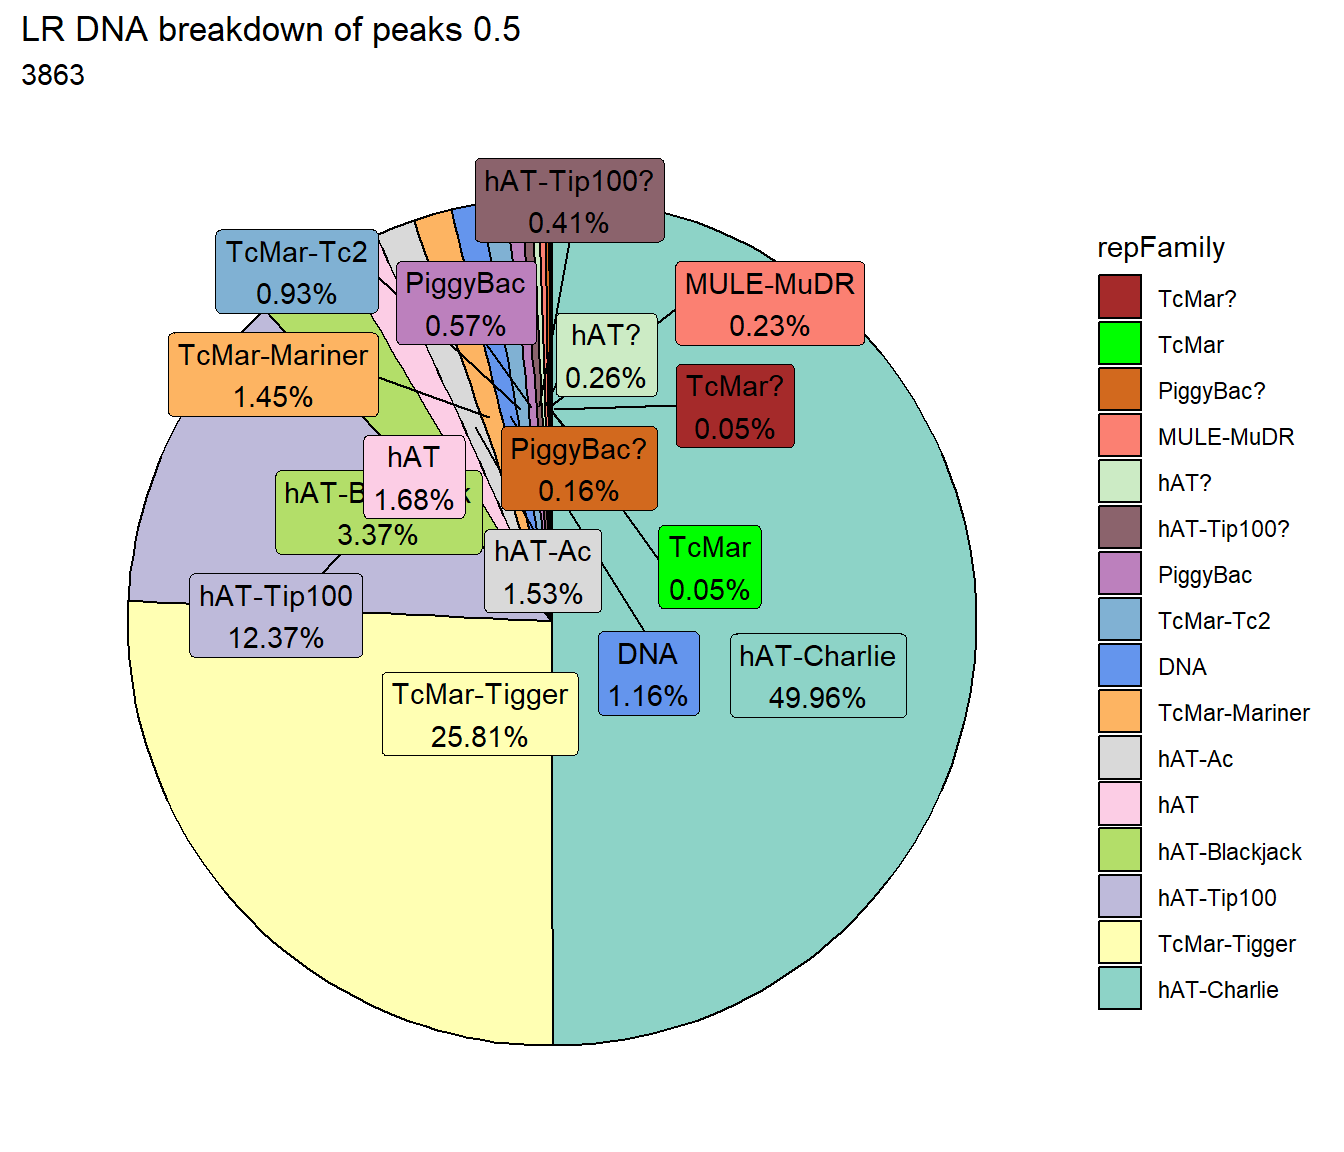 LR DNA breakdown of peaks 0.5
3863
hAT-Tip100?
0.41%
TcMar-Tc2
0.93%
PiggyBac
0.57%
MULE-MuDR
0.23%
hAT?
0.26%
TcMar-Mariner
1.45%
TcMar?
0.05%
hAT
1.68%
PiggyBac?
0.16%
hAT-B k
3.37%
hAT-Ac
1.53%
TcMar
0.05%
hAT-Tip100
12.37%
DNA
1.16%
hAT-Charlie
49.96%
TcMar-Tigger
25.81%
repFamily
TcMar?
TcMar
PiggyBac?
MULE-MuDR
hAT?
hAT-Tip100?
PiggyBac
TcMar-Tc2
DNA
TcMar-Mariner
hAT-Ac
hAT
hAT-Blackjack
hAT-Tip100
TcMar-Tigger
hAT-Charlie